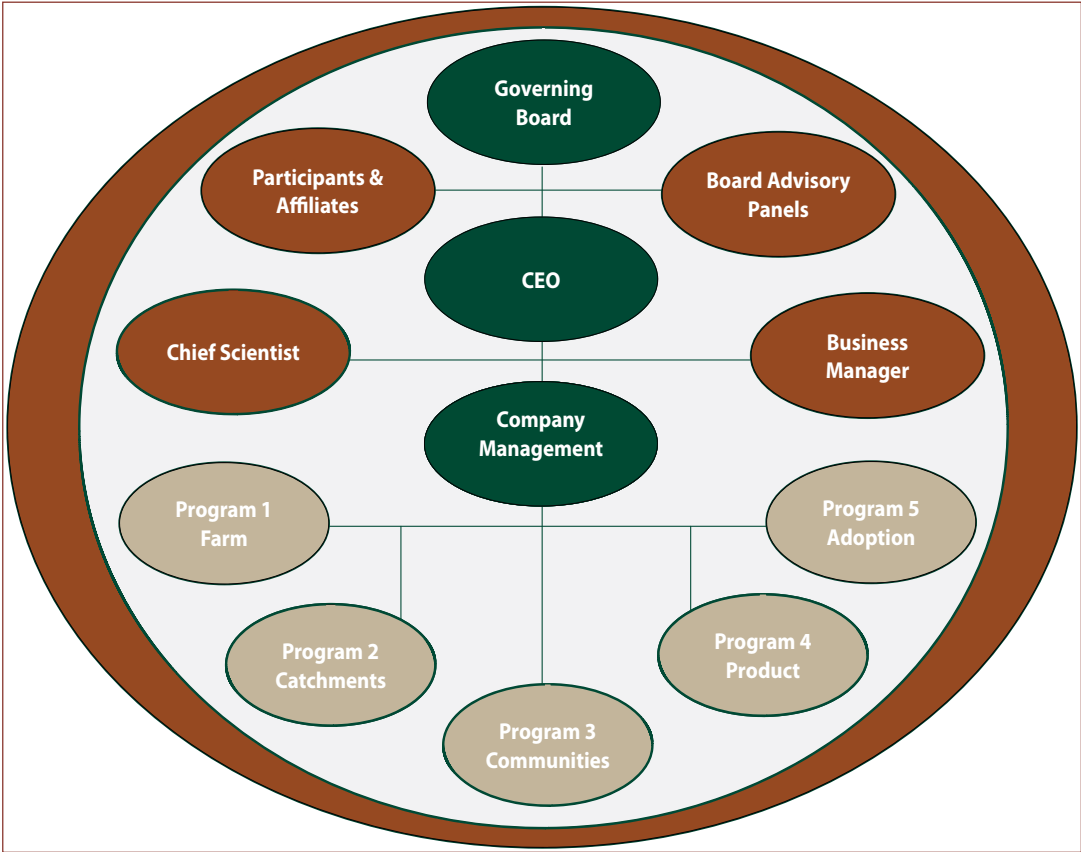 Governing
Board
Participants &
Affiliates
Board Advisory
Panels
CEO
Chief Scientist
Business
Manager
Company
Management
Program 1
Farm
Program 5
Adoption
Program 2
Catchments
Program 4
Product
Program 3
Communities